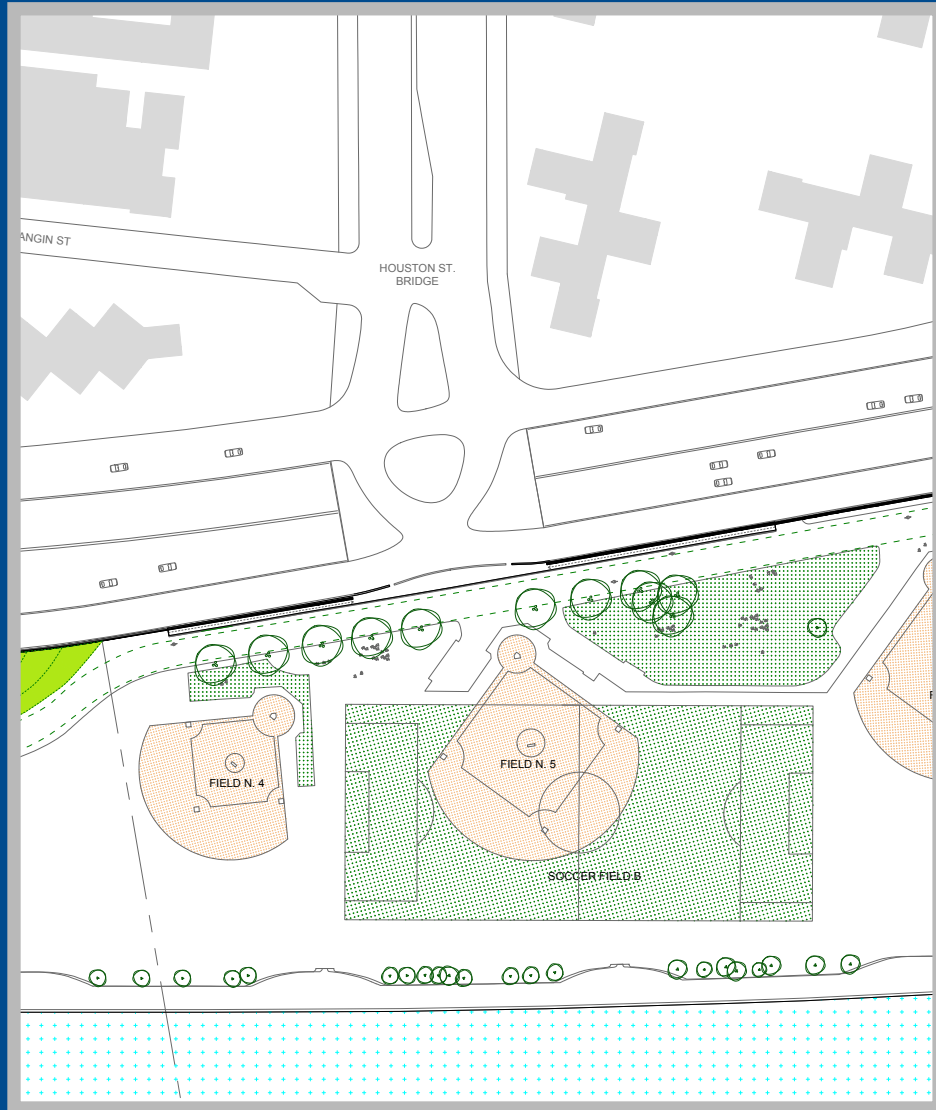 ANGIN ST
HOUSTON ST.
BRIDGE
FIELD N. 5
FIELD N. 4
SOCCER FIELD B